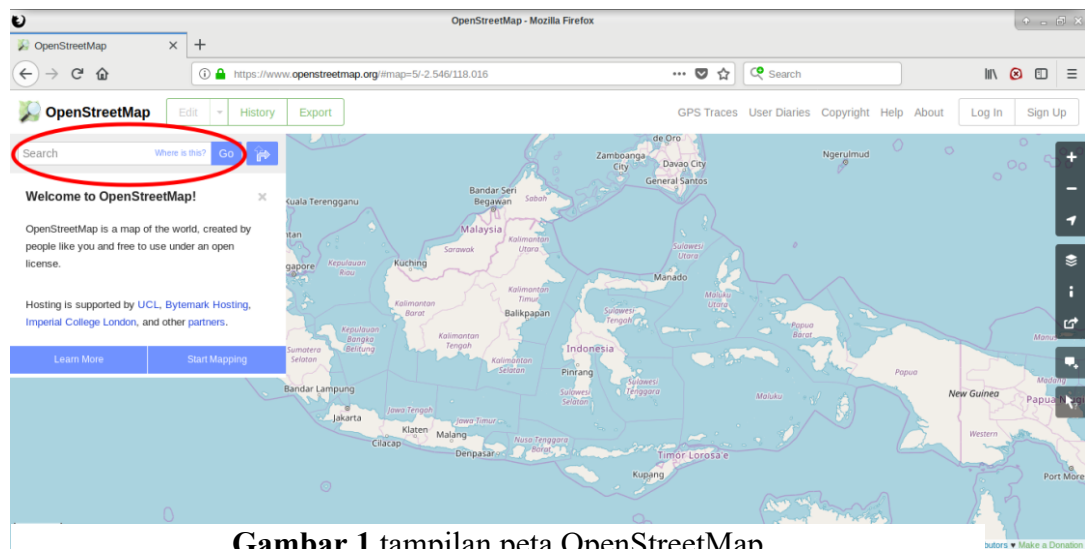 OpenStreetMap - Mozilla Firefox
OpenStreetMap
https://www.openstreetmap.org/#map=5/-2.546/118.016
Search
OpenStreetMap
Edit
History
Export
GPS Traces User Diaries Copyright Help About
Log In
Sign Up
Search
Where is this?
Go
Welcome to OpenStreetMap!
OpenStreetMap is a map of the world, created by
people like you and free to use under an open
license.
Hosting is supported by UCL, Bytemark Hosting,
Imperial College London, and other partners.
Learn More
Start Mapping
de Oro
Zamboanga
City
Davao City
General Santos
Ngerulmud
Kuala Terengganu
Bandar Seri
Begawan
Sabah
Malaysia
Kalimantan
Utara
Sarawak
Kuching
Kepulauan
Riau
Sulawesi
Utara
Manado
Kalimantan
Timur
Kalimantan
Barat
Balikpapan
Sulawesi
Tengah
Maluku
Utara
Papua
Barat
Kepulauan
Bangka
Belitung
Kalimantan
Tengah
Indonesia
Sumatera
Selatan
Kalimantan
Selatan
Pinrang
Papua
Bandar Lampung
Sulawesi
Selatan
Sulawesi
Tenggara
Maluku
New Guinea
Madang
Jakarta
Jawa Tengah
Jawa Timur
Klaten
Malang
Cilacap
Denpasar
Nusa Tenggara
Barat
Timor Lorosa'e
Kupang
Western
Port More
Gambar 1 tampilan peta OpenStreetMap
butors ♥ Make a Donation